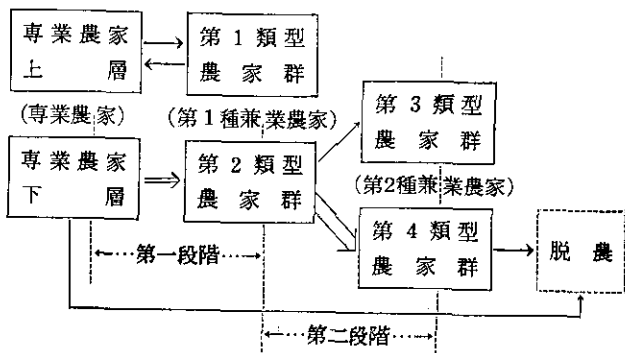 専業農家
上層
第1類型
農家群
(専業農家)
(第1種兼業農家)
第3類型
農家群
専業農家
下層
第2類型
農家群
(第2種兼業農家)
第4類型
農家群
脱農
…第一段階…
…第二段階…